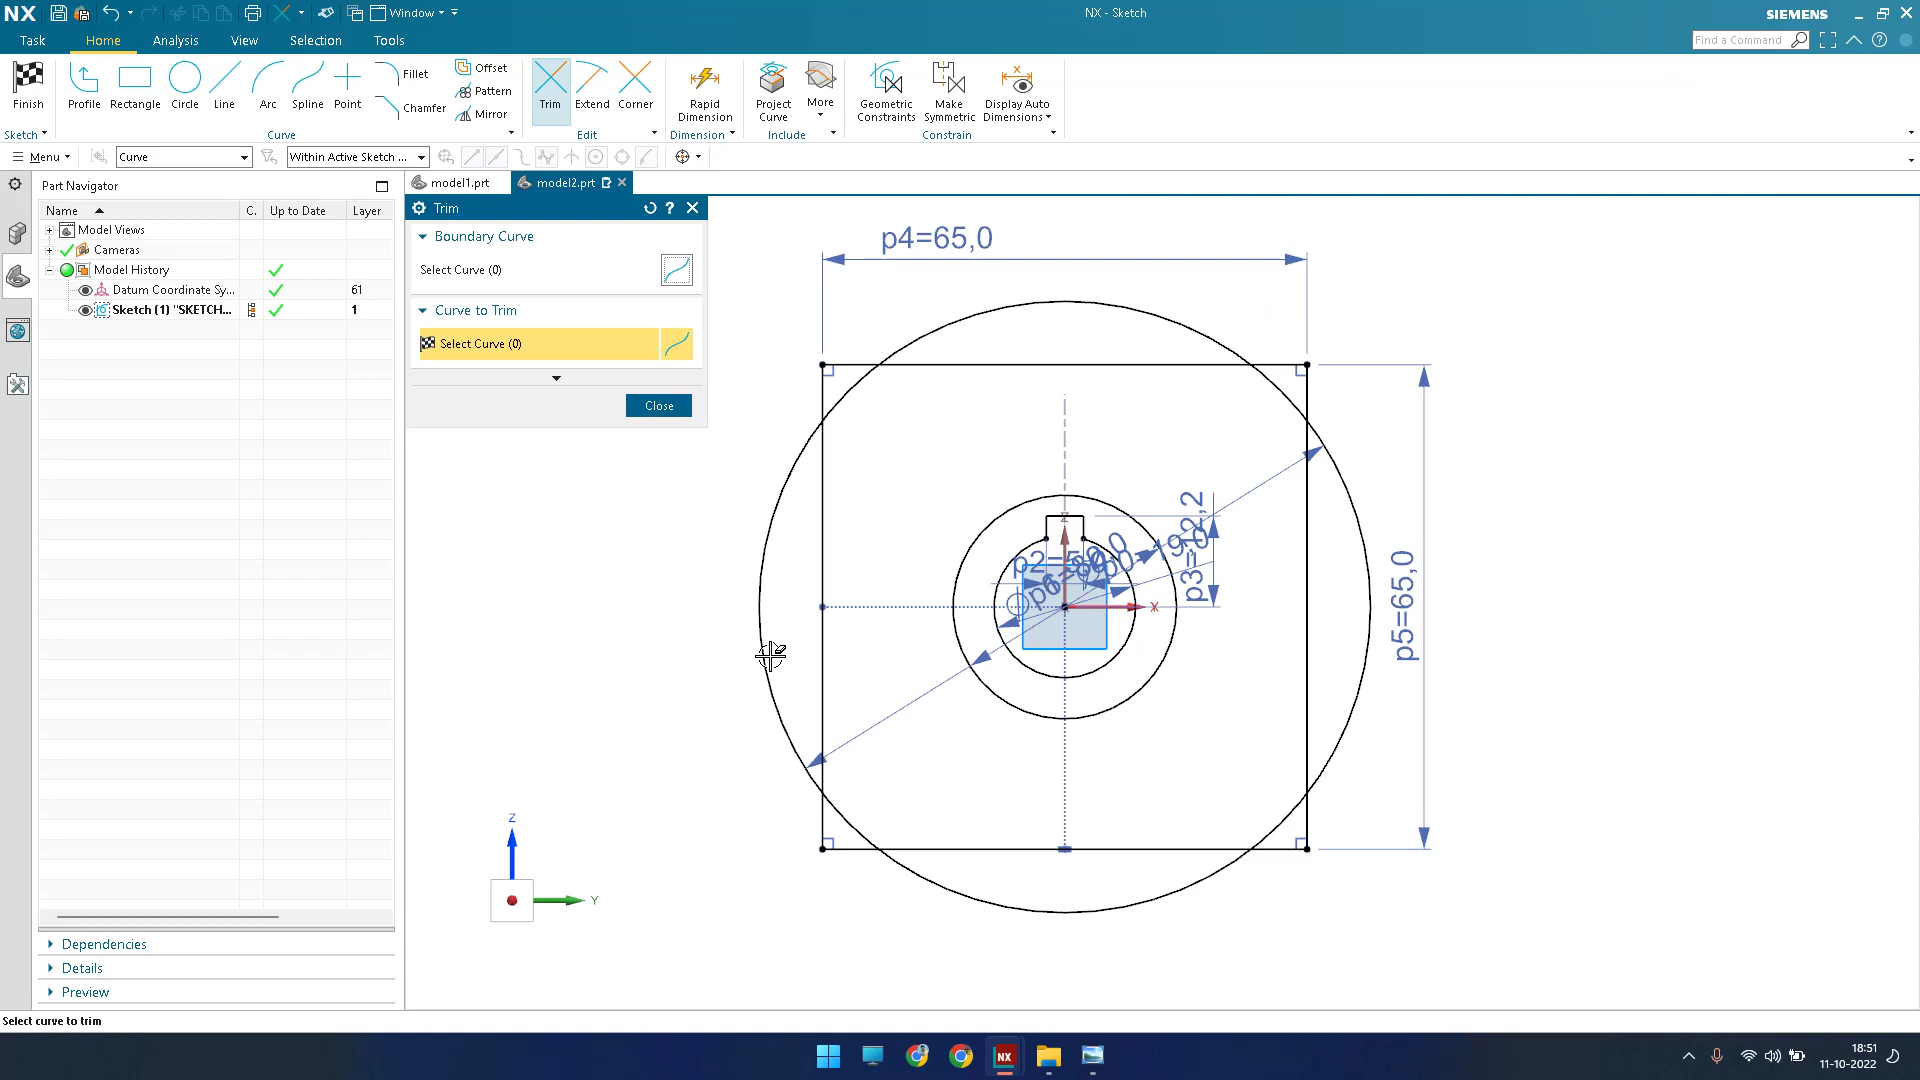 NX
Window
NX - Sketch
SIEMENS
Task
Home
Analysis
View
Selection
Tools
Find a Command
Finish
Profile
Rectangle
Circle
Line
Arc
Spline
Point
Fillet
Chamfer
Offset
Pattern
Mirror
Trim
Extend
Corner
Rapid Dimension
Project Curve
More
Geometric Constraints
Make Symmetric
Display Auto Dimensions
Sketch
Curve
Edit
Dimension
Include
Constrain
Menu
Curve
Within Active Sketch ...
Part Navigator
Name
C.
Up to Date
Layer
Model Views
Cameras
Model History
Datum Coordinate Sy...
61
Sketch (1) "SKETCH...
1
Dependencies
Details
Preview
model1.prt
model2.prt
Trim
Boundary Curve
Select Curve (0)
Curve to Trim
Select Curve (0)
Close
p4=65,0
p5=65,0
p3=12,2
X
Z
Z
Y
Select curve to trim
NX
18:51
11-10-2022